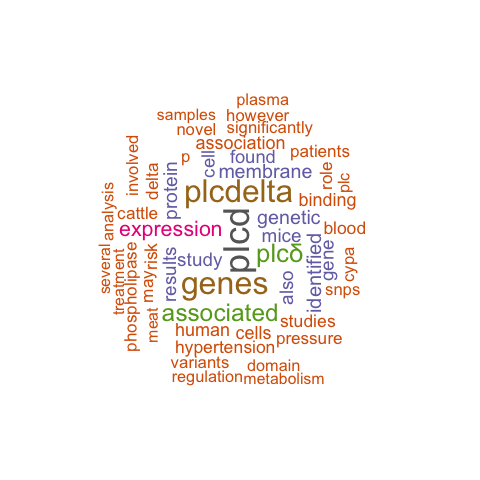 plasma
samples
however
novel
significantly
association
p
cell
found
patients
involved
delta
protein
membrane
role
plc
plcdelta
binding
analysis
cattle
genetic
expression
plcd
mice
blood
several
treatment
phospholipase
may
risk
results
study
plcδ
identified
gene
cypa
genes
also
snps
meat
associated
human
cells
studies
hypertension
pressure
variants
domain
regulation
metabolism